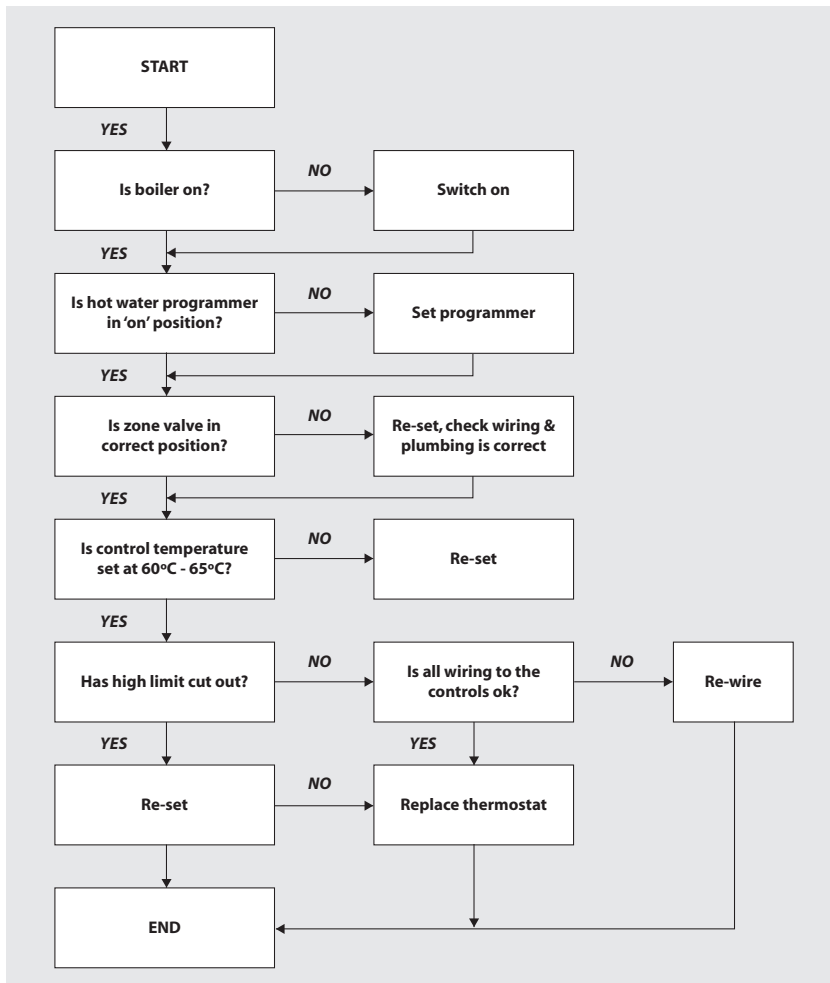 START
YES
Is boiler on?
NO
Switch on
YES
Is hot water programmer
in ‘on’ position?
NO
Set programmer
YES
Is zone valve in
correct position?
NO
Re-set, check wiring &
plumbing is correct
YES
Is control temperature
set at 60ºC - 65ºC?
NO
Re-set
YES
Has high limit cut out?
NO
Is all wiring to the
controls ok?
NO
Re-wire
YES
YES
Re-set
NO
Replace thermostat
END